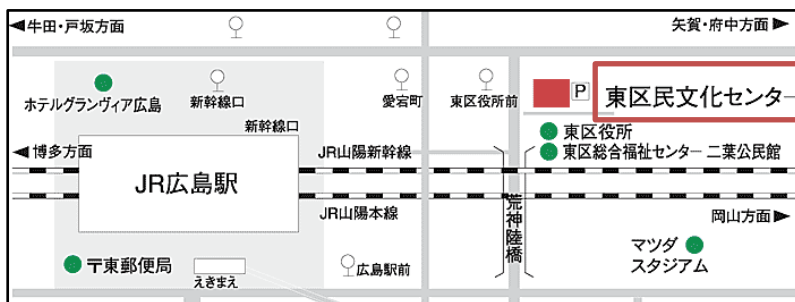 牛田・戸坂方面
矢賀・府中方面
ホテルグランヴィア広島
新幹線口
愛宕町
東区役所前
P
東区民文化センター
新幹線口
東区役所
博多方面
JR山陽新幹線
東区総合福祉センター 二葉公民館
JR広島駅
荒神陸橋
JR山陽本線
岡山方面
マツダ
スタジアム
〒東郵便局
えきまえ
広島駅前